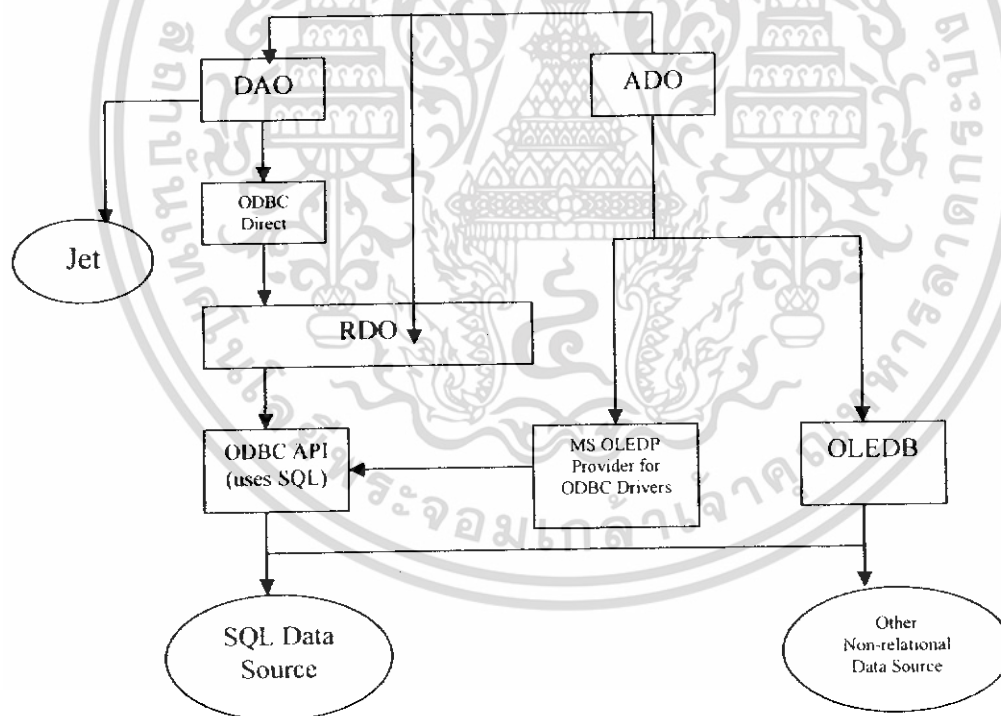 DAO
ADO
ODBC
Direct
Jet
RDO
ODBC API
(uses SQL)
MS OLEDP
Provider for
ODBC Drivers
OLEDB
SQL Data
Source
Other
Non-relational
Data Source